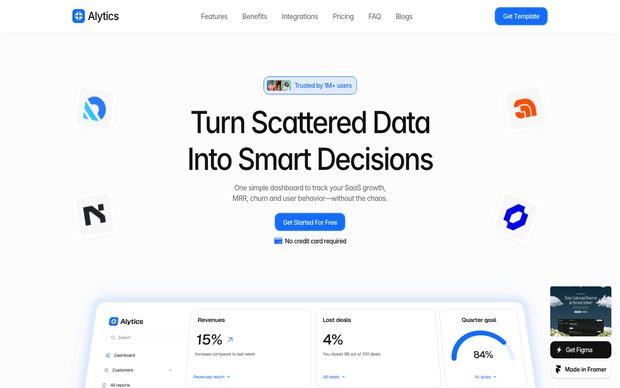 Alytics
Features Benefits Integrations Pricing FAQ Blogs
Get Template
Trusted by 1M+ users
Turn Scattered Data
Into Smart Decisions
One simple dashboard to track your SaaS growth,
MRR, churn and user behavior—without the chaos.
Get Started For Free
No credit card required
Alytics
Search
Dashboard
Customers
All reports
Revenues
15%
Increase compared to last week
Revenues report →
Lost deals
4%
You closed 96 out of 100 deals
All deals →
Quarter goal
84%
All goals →
Get Figma
Made in Framer